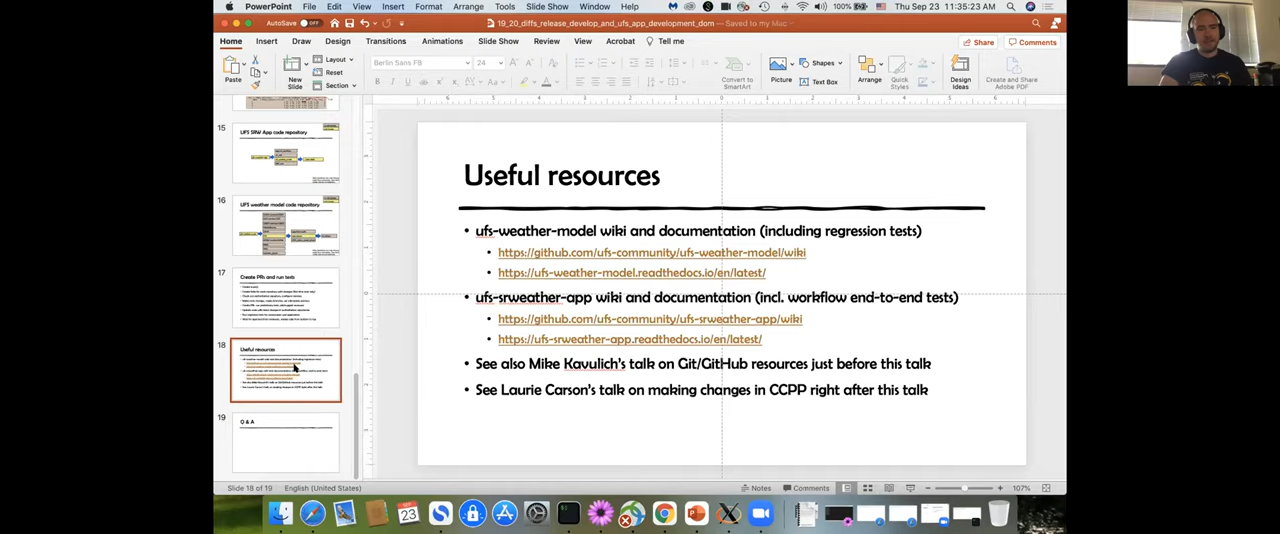 PowerPoint File Edit View Insert Format Arrange Tools Slide Show Window Help 100% Thu Sep 23 11:35:23 AM
AutoSave OFF 19_20_diffs_release_develop_and_ufs_app_development_dom — Saved to my Mac
Home Insert Draw Design Transitions Animations Slide Show Review View Acrobat Tell me Share Comments
Paste New Slide Layout Reset Section Berlin Sans FB 24 Convert to SmartArt Picture Shapes Text Box Arrange Quick Styles Design Ideas Create and Share Adobe PDF
15
UFS SRW App code repository
16
UFS weather model code repository
17
Create PRs and run tests
18
Useful resources
19
Q & A
Useful resources
• ufs-weather-model wiki and documentation (including regression tests)
• https://github.com/ufs-community/ufs-weather-model/wiki
• https://ufs-weather-model.readthedocs.io/en/latest/
• ufs-srweather-app wiki and documentation (incl. workflow end-to-end tests)
• https://github.com/ufs-community/ufs-srweather-app/wiki
• https://ufs-srweather-app.readthedocs.io/en/latest/
• See also Mike Kavulich's talk on Git/GitHub resources just before this talk
• See Laurie Carson's talk on making changes in CCPP right after this talk
Slide 18 of 19 English (United States) Notes Comments 107%
SEP
23